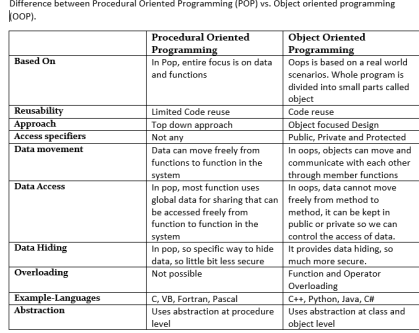 Difference between Procedural Oriented Programming (POP) vs. Object oriented programming
(OOP).
Procedural Oriented
Programming
Object Oriented
Programming
Based On
In Pop, entire focus is on data
and functions
Oops is based on a real world
scenarios. Whole program is
divided into small parts called
object
Reusability
Limited Code reuse
Code reuse
Approach
Top down approach
Object focused Design
Access specifiers
Not any
Public, Private and Protected
Data movement
Data can move freely from
functions to function in the
system
In oops, objects can move and
communicate with each other
through member functions
Data Access
In pop, most function uses
global data for sharing that can
be accessed freely from
function to function in the
system
In oops, data cannot move
freely from method to
method, it can be kept in
public or private so we can
control the access of data.
Data Hiding
In pop, so specific way to hide
data, so little bit less secure
It provides data hiding, so
much more secure.
Overloading
Not possible
Function and Operator
Overloading
Example-Languages
C, VB, Fortran, Pascal
C++, Python, Java, C#
Abstraction
Uses abstraction at procedure
level
Uses abstraction at class and
object level